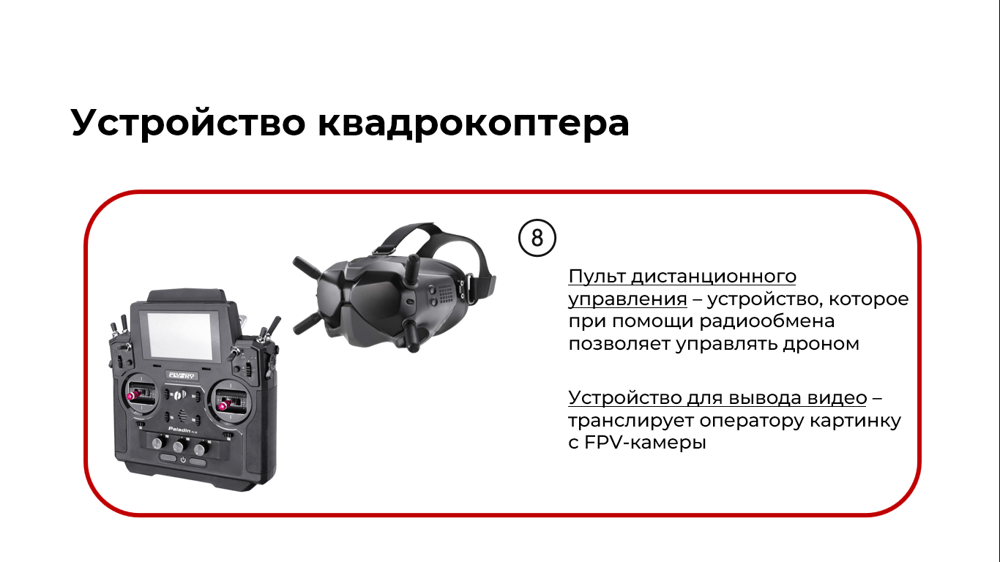 Устройство квадрокоптера
8
Пульт дистанционного
управления – устройство, которое
при помощи радиообмена
позволяет управлять дроном
Устройство для вывода видео –
транслирует оператору картинку
с FPV-камеры
FLYSKY
Paladin